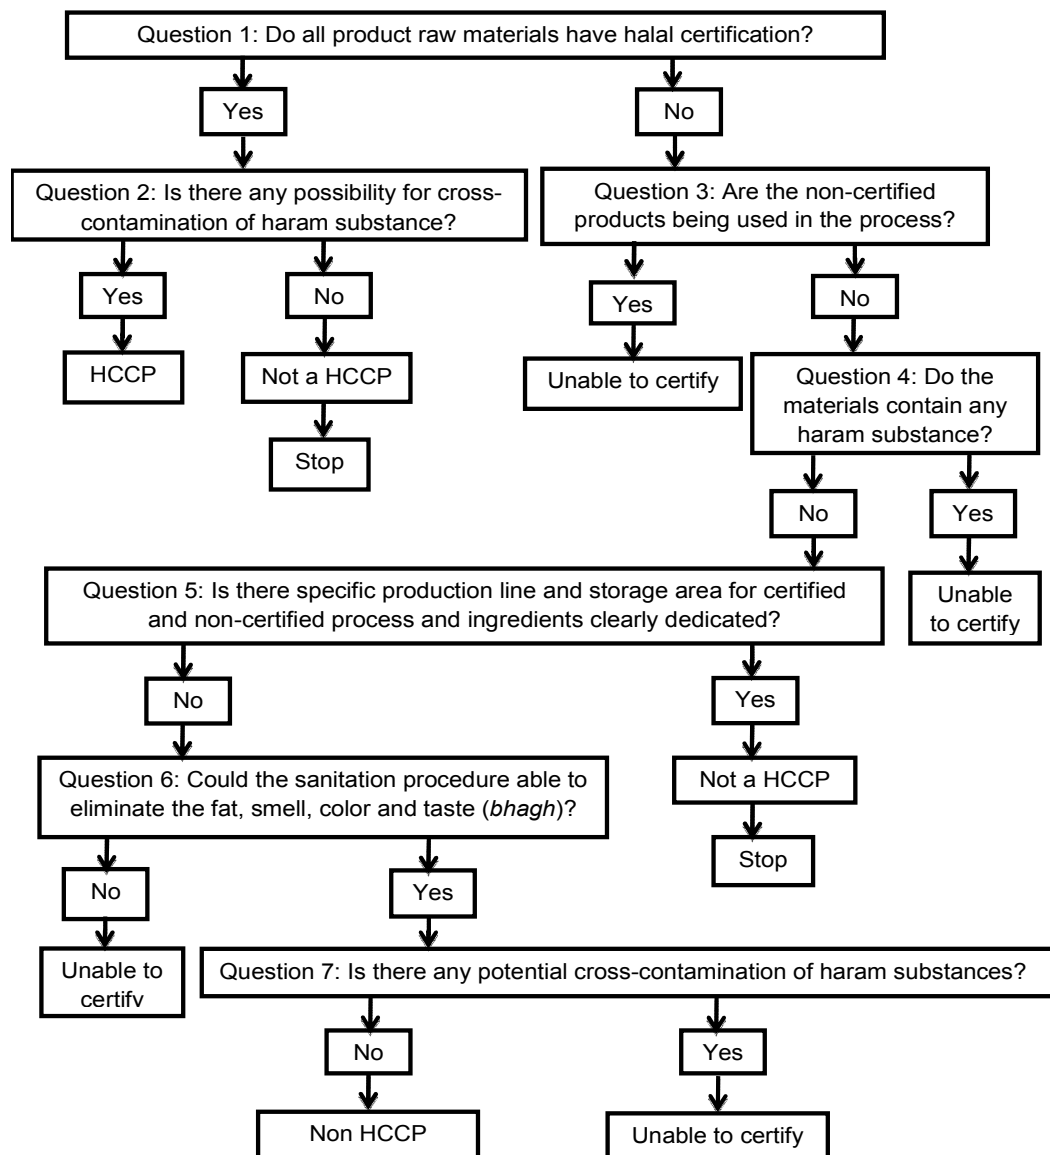 Question 1: Do all product raw materials have halal certification?
Yes
No
Question 2: Is there any possibility for cross-
contamination of haram substance?
Question 3: Are the non-certified
products being used in the process?
Yes
No
Yes
No
HCCP
Not a HCCP
Unable to certify
Question 4: Do the
materials contain any
haram substance?
Stop
No
Yes
Question 5: Is there specific production line and storage area for certified
and non-certified process and ingredients clearly dedicated?
Unable
to certify
No
Yes
Question 6: Could the sanitation procedure able to
eliminate the fat, smell, color and taste (bhagh)?
Not a HCCP
Stop
No
Yes
Unable to
certify
Question 7: Is there any potential cross-contamination of haram substances?
No
Yes
Non HCCP
Unable to certify